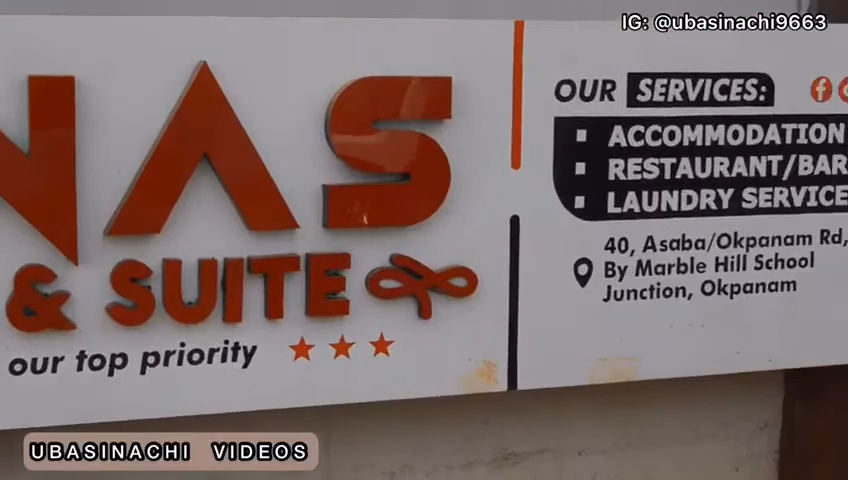 IG: @ubasinachi9663
NAS
& SUITE
our top priority
OUR SERVICES:
ACCOMMODATION
RESTAURANT/BAR
LAUNDRY SERVICE
40, Asaba/Okpanam Rd,
By Marble Hill School
Junction, Okpanam
UBASINACHI VIDEOS